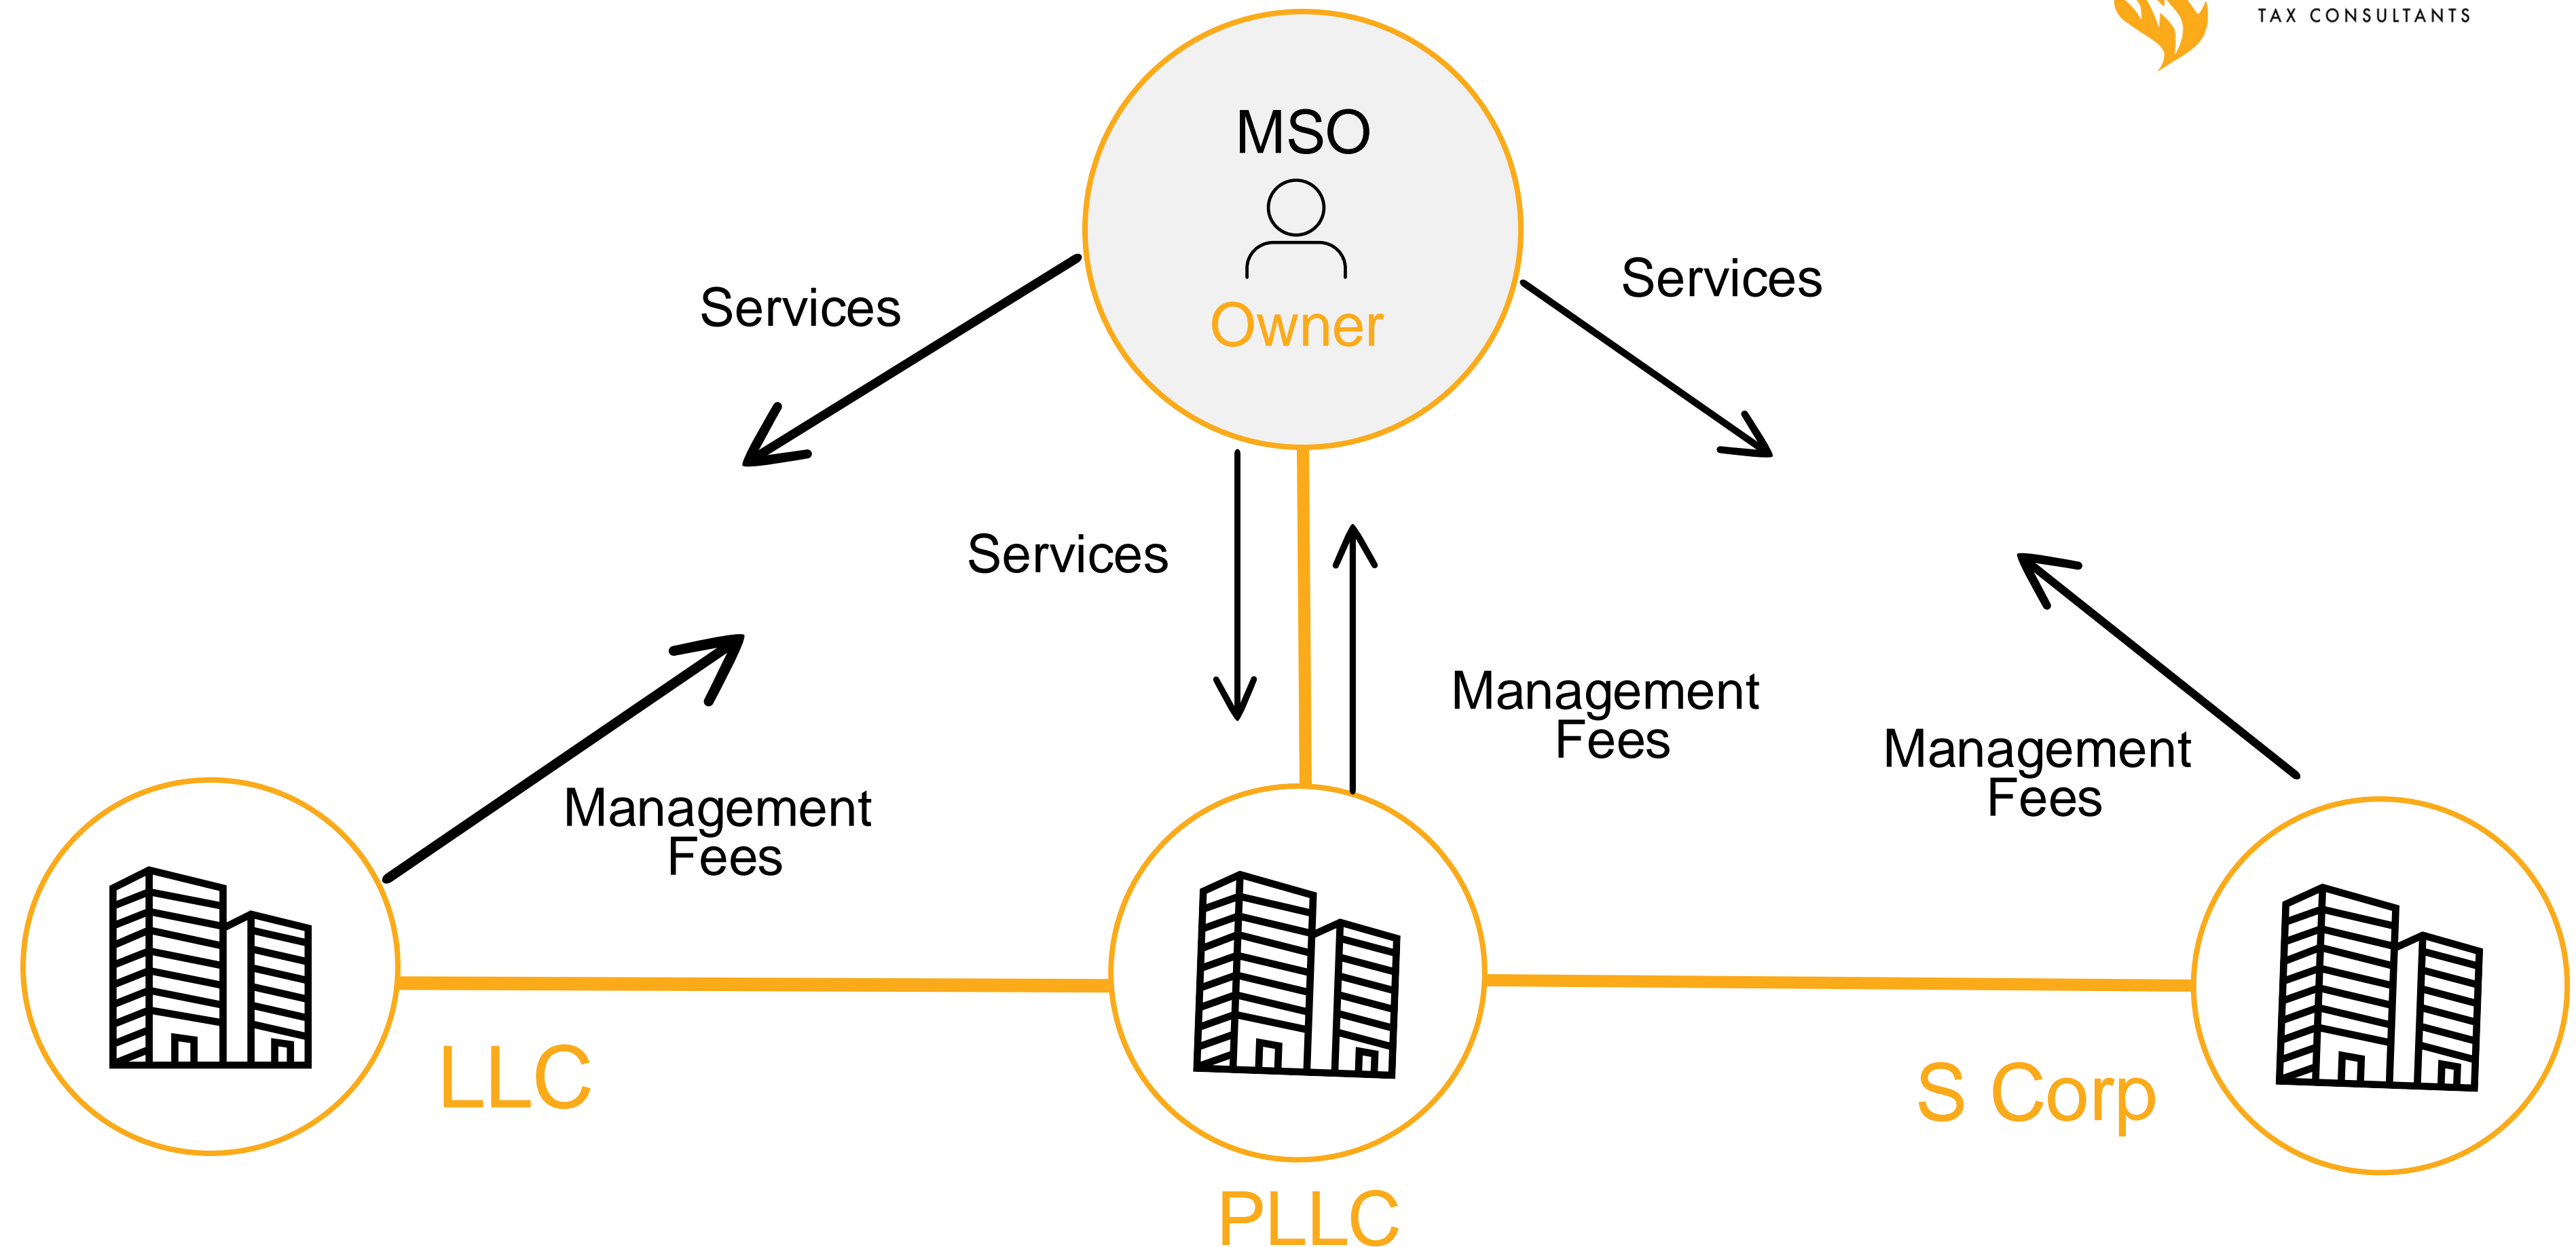 TAX CONSULTANTS
MSO
Owner
Services
Services
Services
Management
Fees
Management
Fees
Management
Fees
LLC
S Corp
PLLC